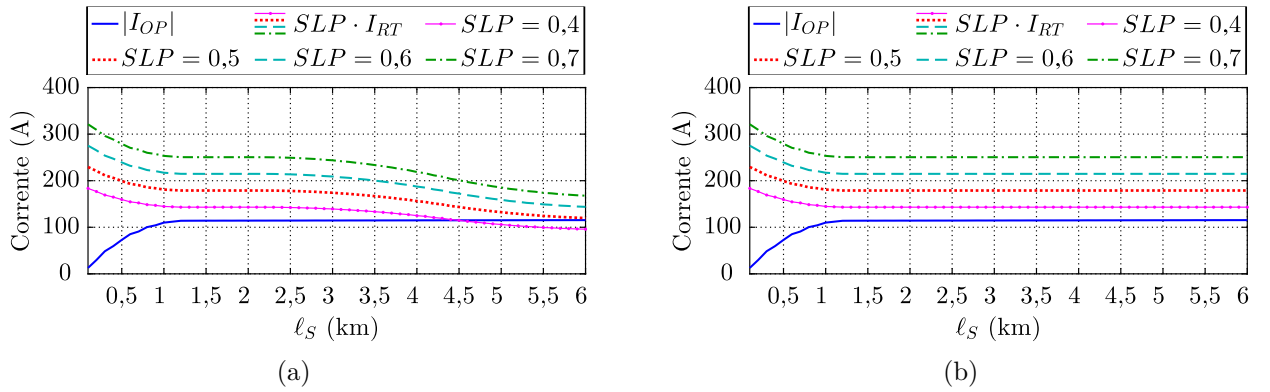 |I_OP| SLP · I_RT SLP = 0,4
SLP = 0,5 SLP = 0,6 SLP = 0,7
400
300
200
100
0
Corrente (A)
0,5 1 1,5 2 2,5 3 3,5 4 4,5 5 5,5 6
ℓ_S (km)
(a)
|I_OP| SLP · I_RT SLP = 0,4
SLP = 0,5 SLP = 0,6 SLP = 0,7
400
300
200
100
0
Corrente (A)
0,5 1 1,5 2 2,5 3 3,5 4 4,5 5 5,5 6
ℓ_S (km)
(b)